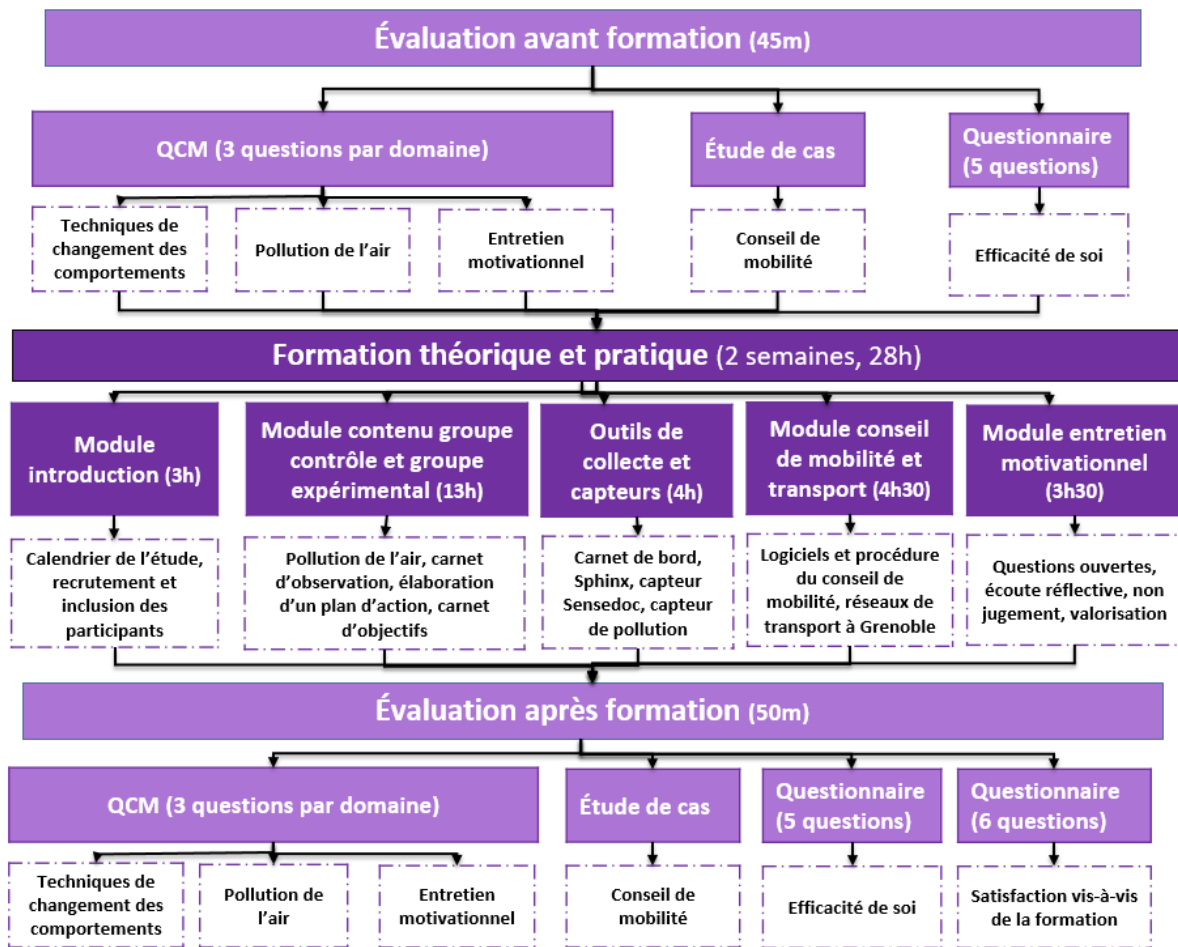 Évaluation avant formation (45m)
QCM (3 questions par domaine)
Étude de cas
Questionnaire
(5 questions)
Techniques de
changement des
comportements
Pollution de l'air
Entretien
motivationnel
Conseil de
mobilité
Efficacité de soi
Formation théorique et pratique (2 semaines, 28h)
Module
introduction (3h)
Module contenu groupe
contrôle et groupe
expérimental (13h)
Outils de
collecte et
capteurs (4h)
Module conseil
de mobilité et
transport (4h30)
Module entretien
motivationnel
(3h30)
Calendrier de l'étude,
recrutement et
inclusion des
participants
Pollution de l'air, carnet
d'observation, élaboration
d'un plan d'action, carnet
d'objectifs
Carnet de bord,
Sphinx, capteur
Sensedoc, capteur
de pollution
Logiciels et procédure
du conseil de
mobilité, réseaux de
transport à Grenoble
Questions ouvertes,
écoute réflective, non
jugement, valorisation
Évaluation après formation (50m)
QCM (3 questions par domaine)
Étude de cas
Questionnaire
(5 questions)
Questionnaire
(6 questions)
Techniques de
changement des
comportements
Pollution de
l'air
Entretien
motivationnel
Conseil de
mobilité
Efficacité de soi
Satisfaction vis-à-vis
de la formation